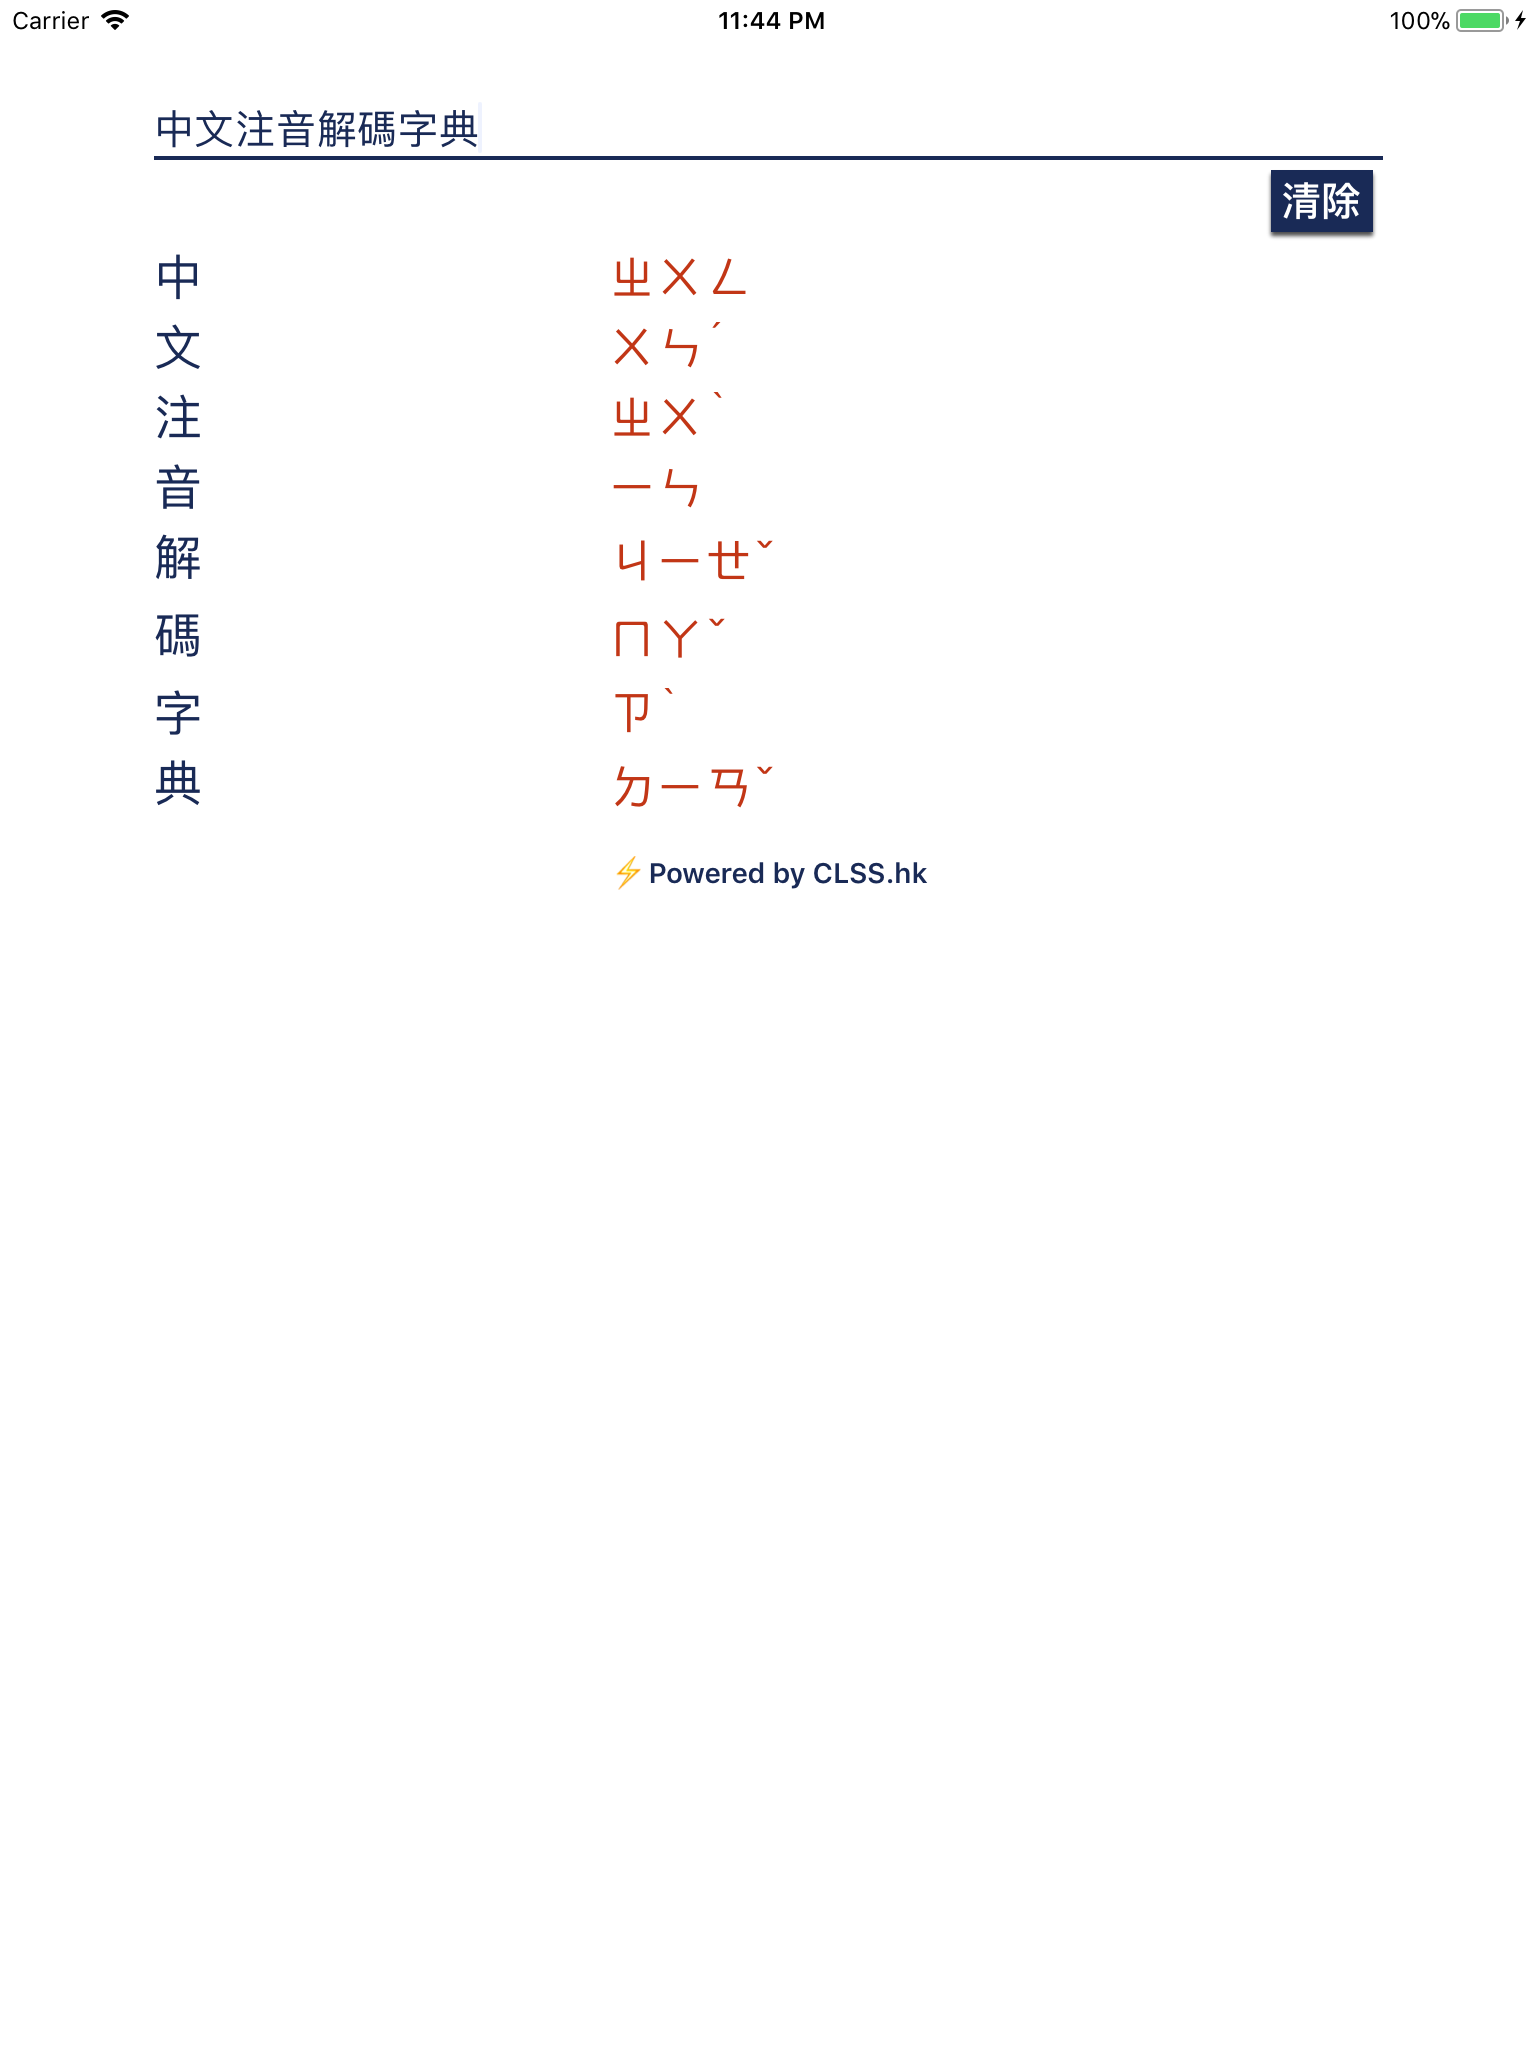 Carrier 11:44 PM 100%
中文注音解碼字典
清除
中 ㄓㄨㄥ
文 ㄨㄣˊ
注 ㄓㄨˋ
音 ㄧㄣ
解 ㄐㄧㄝˇ
碼 ㄇㄚˇ
字 ㄗˋ
典 ㄉㄧㄢˇ
⚡Powered by CLSS.hk